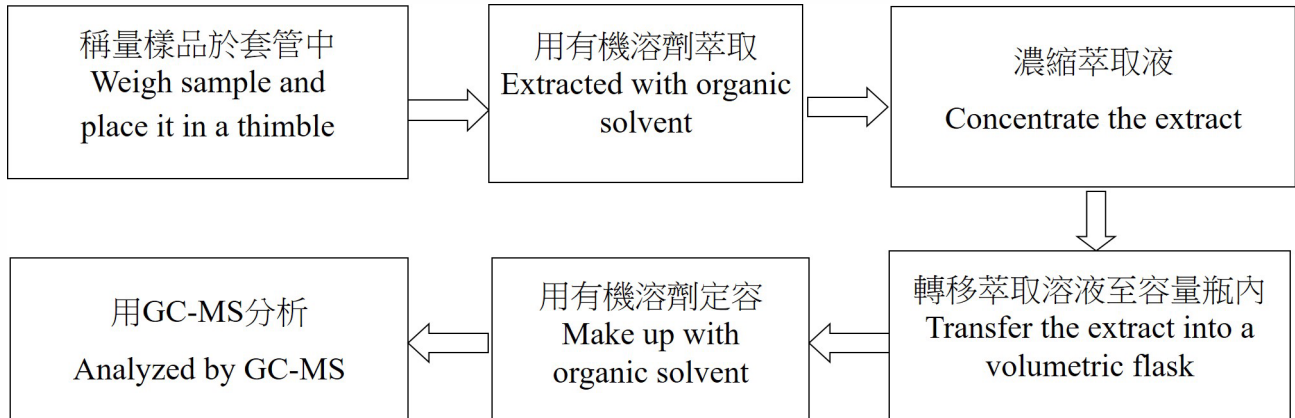 稱量樣品於套管中
Weigh sample and
place it in a thimble
用有機溶劑萃取
Extracted with organic
solvent
濃縮萃取液
Concentrate the extract
轉移萃取溶液至容量瓶內
Transfer the extract into a
volumetric flask
用有機溶劑定容
Make up with
organic solvent
用GC-MS分析
Analyzed by GC-MS